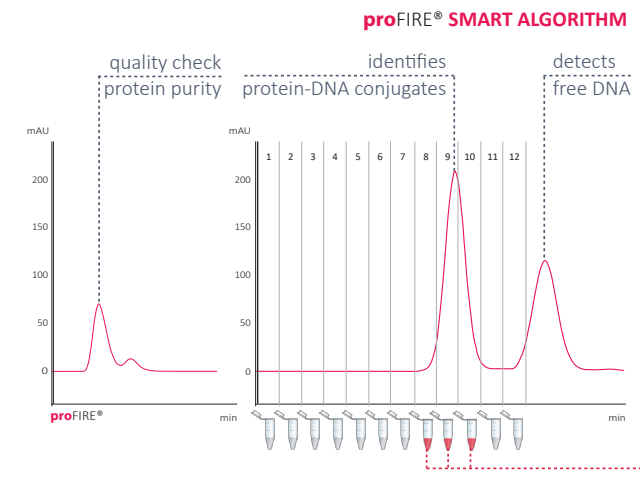 proFIRE® SMART ALGORITHM
quality check
protein purity
identifies
protein-DNA conjugates
detects
free DNA
mAU
200
150
100
50
0
proFIRE®
min
mAU
1 2 3 4 5 6 7 8 9 10 11 12
200
150
100
50
0
min